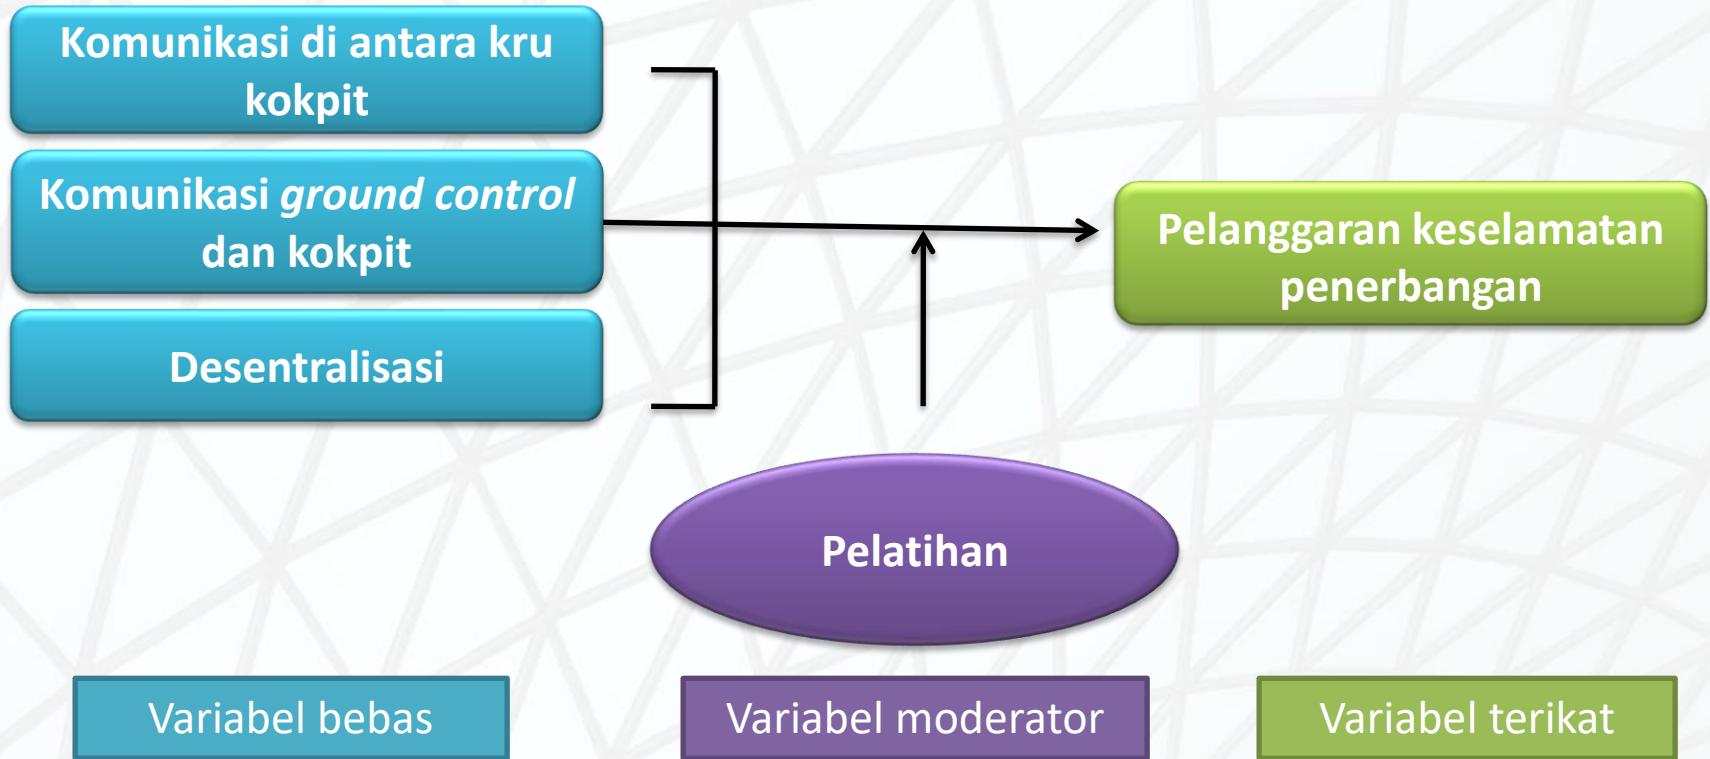 Komunikasi di antara kru
kokpit
Komunikasi ground control
dan kokpit
Desentralisasi
Pelanggaran keselamatan
penerbangan
Pelatihan
Variabel bebas
Variabel moderator
Variabel terikat